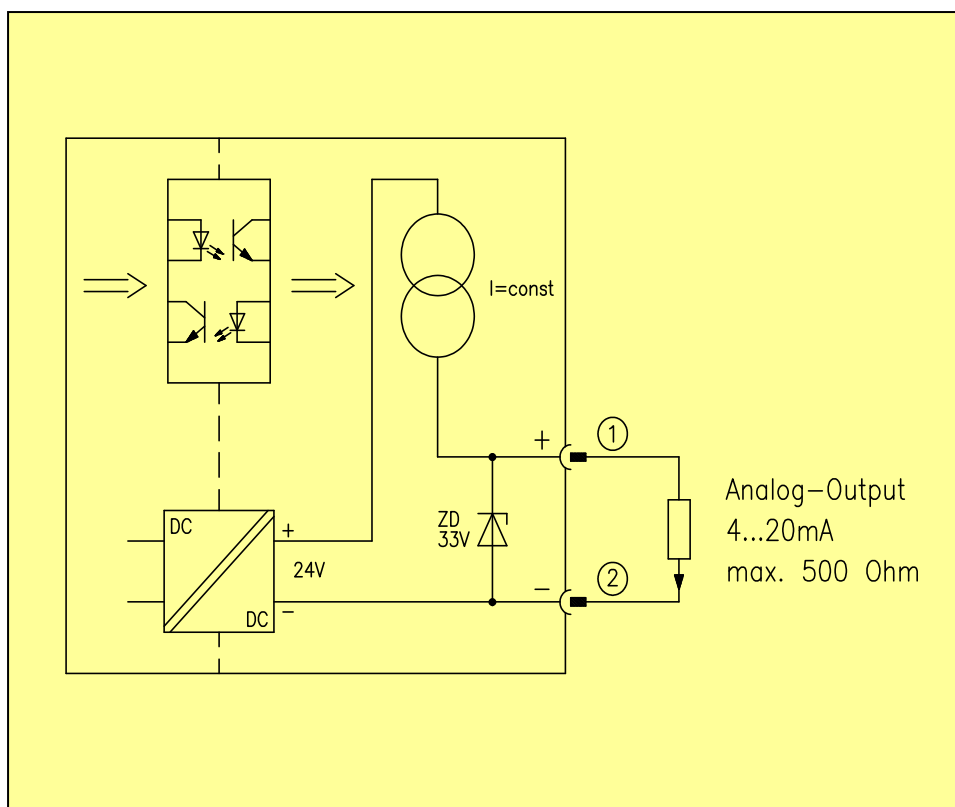 I=const
+
1
Analog-Output
4...20mA
max. 500 Ohm
ZD
33V
DC
+
24V
−
2
DC
−